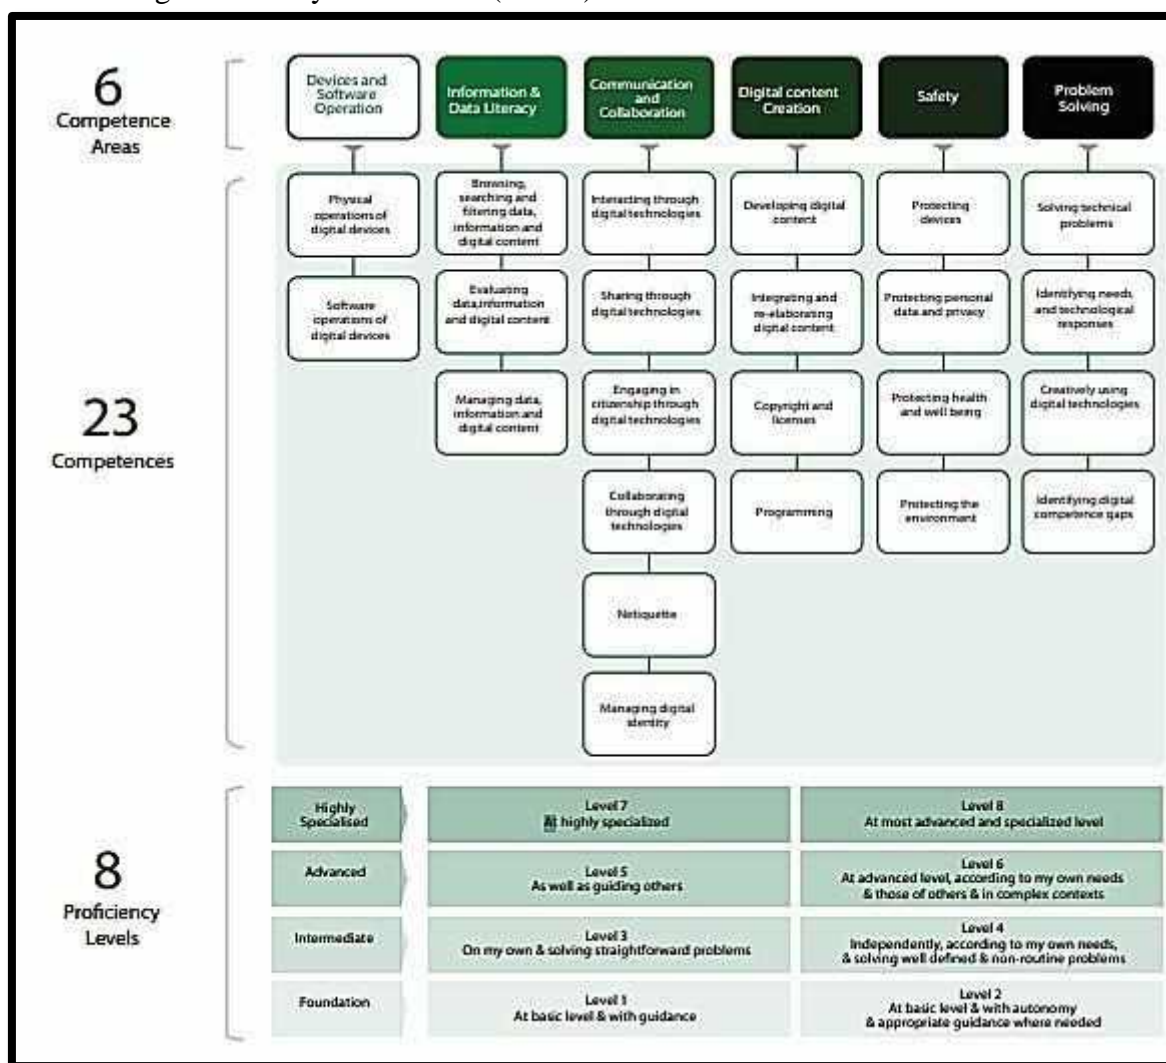 6
Competence
Areas
Devices and
Software
Operation
Information &
Data Literacy
Communication
and
Collaboration
Digital content
Creation
Safety
Problem
Solving
23
Competences
Physical
operations of
digital devices
Software
operations of
digital devices
Browning,
searching and
filtering data,
information and
digital content
Evaluating
data,information
and digital content
Managing data,
information and
digital content
Interacting through
digital technologies
Sharing through
digital technologies
Engaging in
citizenship through
digital technologies
Collaborating
through digital
technologies
Netiquette
Managing digital
identity
Developing digital
content
Integrating and
re-elaborating
digital content
Copyright and
licenses
Programming
Protecting
devices
Protecting personal
data and privacy
Protecting health
and well being
Protecting the
environment
Solving technical
problems
Identifying needs
and technological
responses
Creatively using
digital technologies
Identifying digital
competence gaps
8
Proficiency
Levels
Highly
Specialised
Level 7
At highly specialized
Level 8
At most advanced and specialized level
Advanced
Level 5
As well as guiding others
Level 6
At advanced level, according to my own needs
& those of others & in complex contexts
Intermediate
Level 3
On my own & solving straightforward problems
Level 4
Independently, according to my own needs,
& solving well defined & non-routine problems
Foundation
Level 1
At basic level & with guidance
Level 2
At basic level & with autonomy
& appropriate guidance where needed